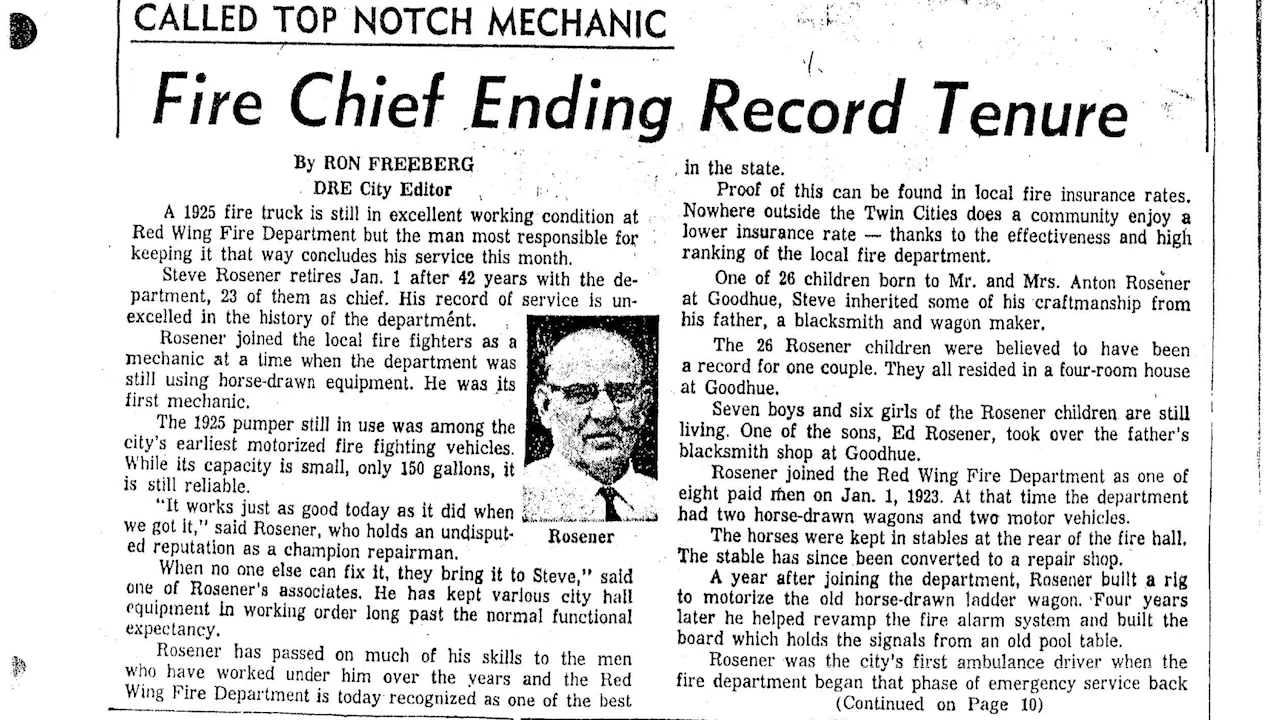 CALLED TOP NOTCH MECHANIC
Fire Chief Ending Record Tenure
By RON FREEBERG
DRE City Editor
A 1925 fire truck is still in excellent working condition at
Red Wing Fire Department but the man most responsible for
keeping it that way concludes his service this month.
Steve Rosener retires Jan. 1 after 42 years with the de-
partment, 23 of them as chief. His record of service is un-
excelled in the history of the department.
Rosener joined the local fire fighters as a
mechanic at a time when the department was
still using horse-drawn equipment. He was its
first mechanic.
The 1925 pumper still in use was among the
city's earliest motorized fire fighting vehicles.
While its capacity is small, only 150 gallons, it
is still reliable.
"It works just as good today as it did when
we got it," said Rosener, who holds an undisput-
ed reputation as a champion repairman.
When no one else can fix it, they bring it to Steve," said
one of Rosener's associates. He has kept various city hall
equipment in working order long past the normal functional
expectancy.
Rosener has passed on much of his skills to the men
who have worked under him over the years and the Red
Wing Fire Department is today recognized as one of the best
Rosener
in the state.
Proof of this can be found in local fire insurance rates.
Nowhere outside the Twin Cities does a community enjoy a
lower insurance rate — thanks to the effectiveness and high
ranking of the local fire department.
One of 26 children born to Mr. and Mrs. Anton Rosener
at Goodhue, Steve inherited some of his craftmanship from
his father, a blacksmith and wagon maker.
The 26 Rosener children were believed to have been
a record for one couple. They all resided in a four-room house
at Goodhue.
Seven boys and six girls of the Rosener children are still
living. One of the sons, Ed Rosener, took over the father's
blacksmith shop at Goodhue.
Rosener joined the Red Wing Fire Department as one of
eight paid men on Jan. 1, 1923. At that time the department
had two horse-drawn wagons and two motor vehicles.
The horses were kept in stables at the rear of the fire hall.
The stable has since been converted to a repair shop.
A year after joining the department, Rosener built a rig
to motorize the old horse-drawn ladder wagon. Four years
later he helped revamp the fire alarm system and built the
board which holds the signals from an old pool table.
Rosener was the city's first ambulance driver when the
fire department began that phase of emergency service back
(Continued on Page 10)